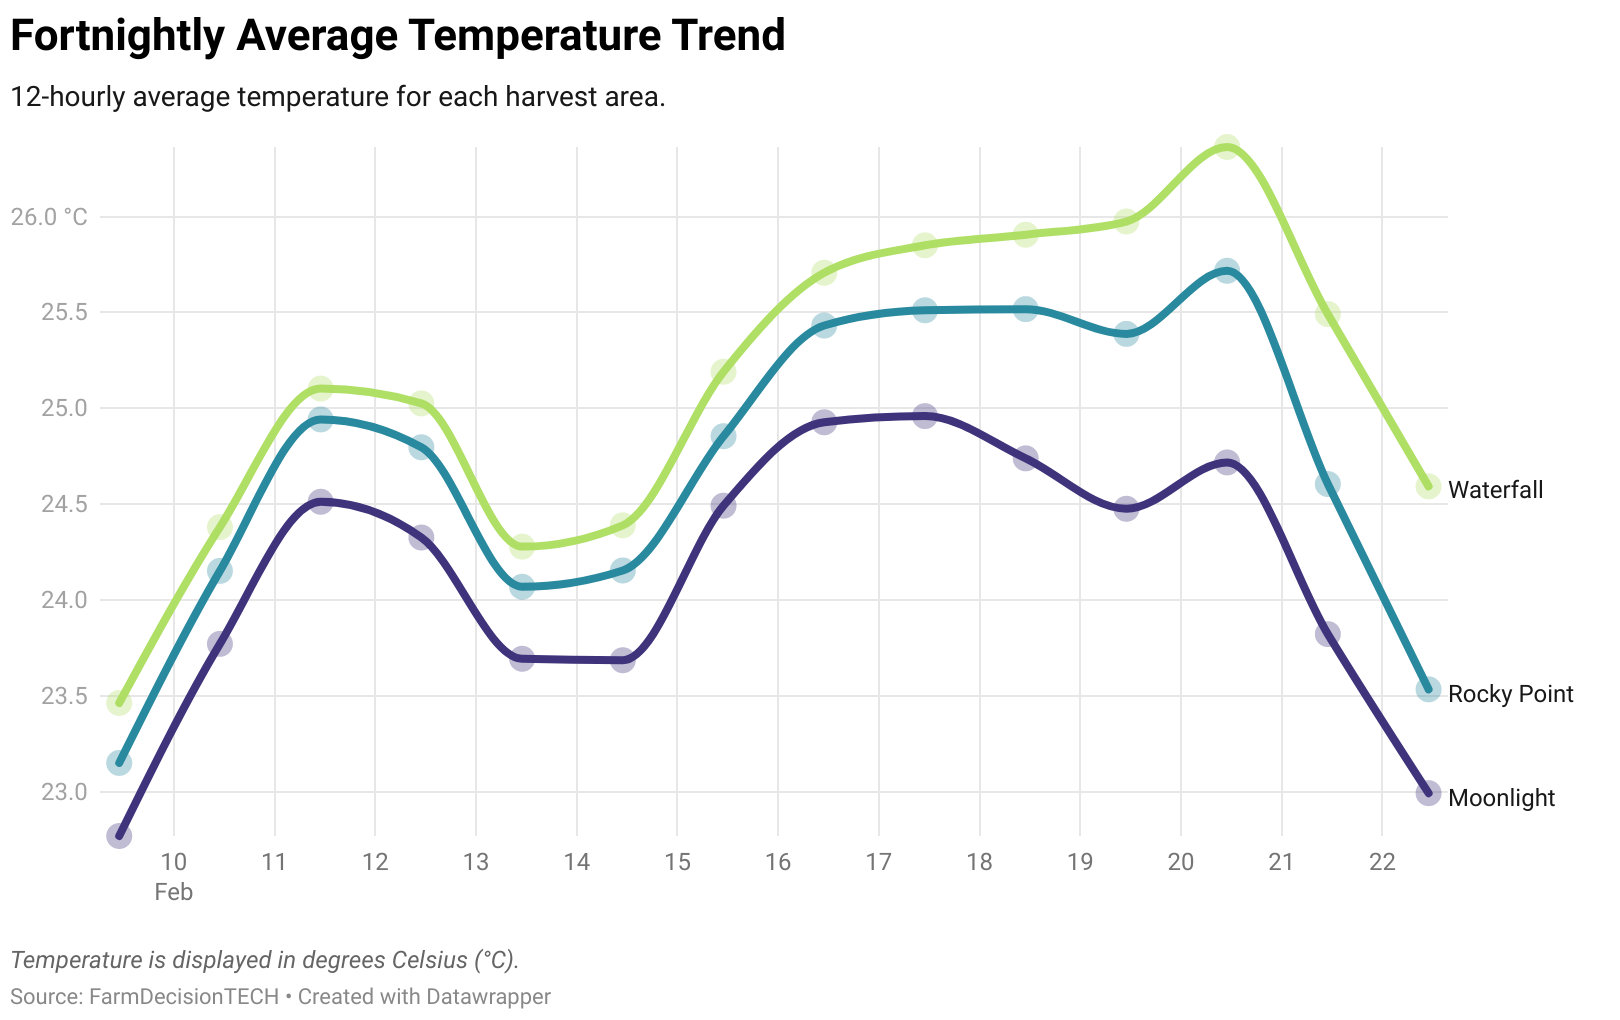 Fortnightly Average Temperature Trend
12-hourly average temperature for each harvest area.
26.0 °C
25.5
25.0
24.5
24.0
23.5
23.0
Waterfall
Rocky Point
Moonlight
10 11 12 13 14 15 16 17 18 19 20 21 22
Feb
Temperature is displayed in degrees Celsius (°C).
Source: FarmDecisionTECH • Created with Datawrapper